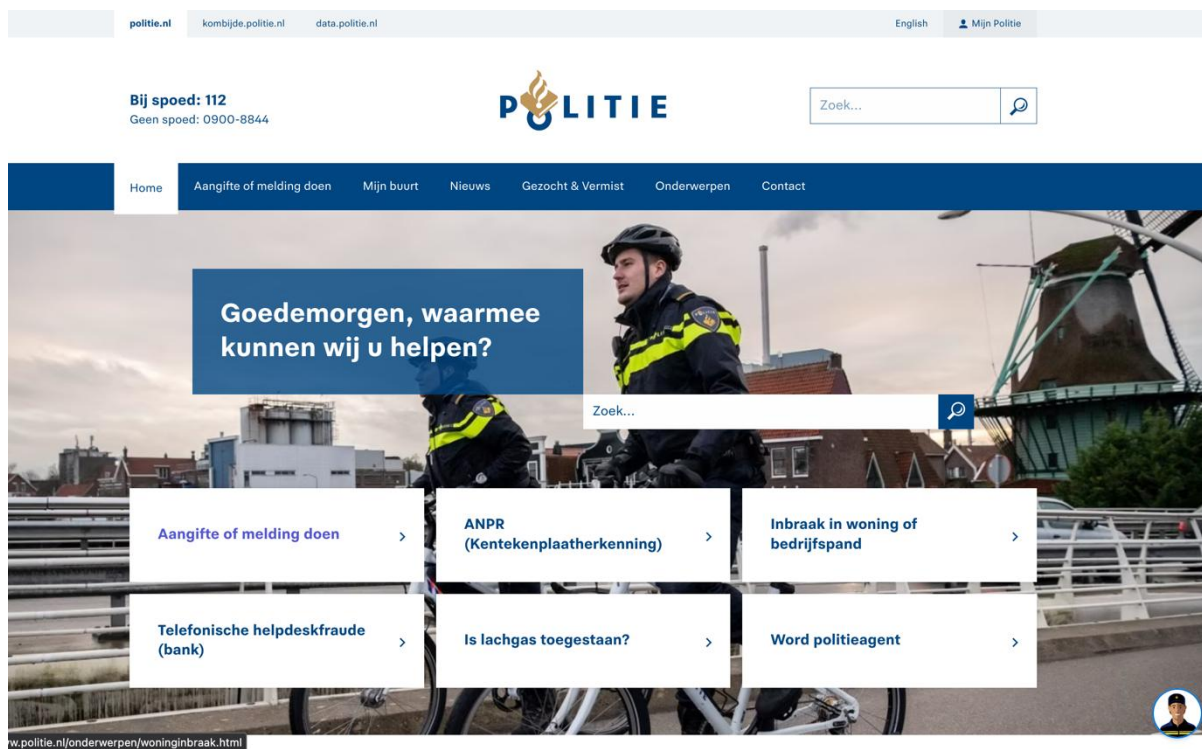 politie.nl kombijde.politie.nl data.politie.nl English Mijn Politie
Bij spoed: 112
Geen spoed: 0900-8844
POLITIE
Zoek...
Home Aangifte of melding doen Mijn buurt Nieuws Gezocht & Vermist Onderwerpen Contact
Goedemorgen, waarmee
kunnen wij u helpen?
Zoek...
Aangifte of melding doen
ANPR
(Kentekenplaatherkenning)
Inbraak in woning of
bedrijfspand
Telefonische helpdeskfraude
(bank)
Is lachgas toegestaan?
Word politieagent
w.politie.nl/onderwerpen/woninginbraak.html